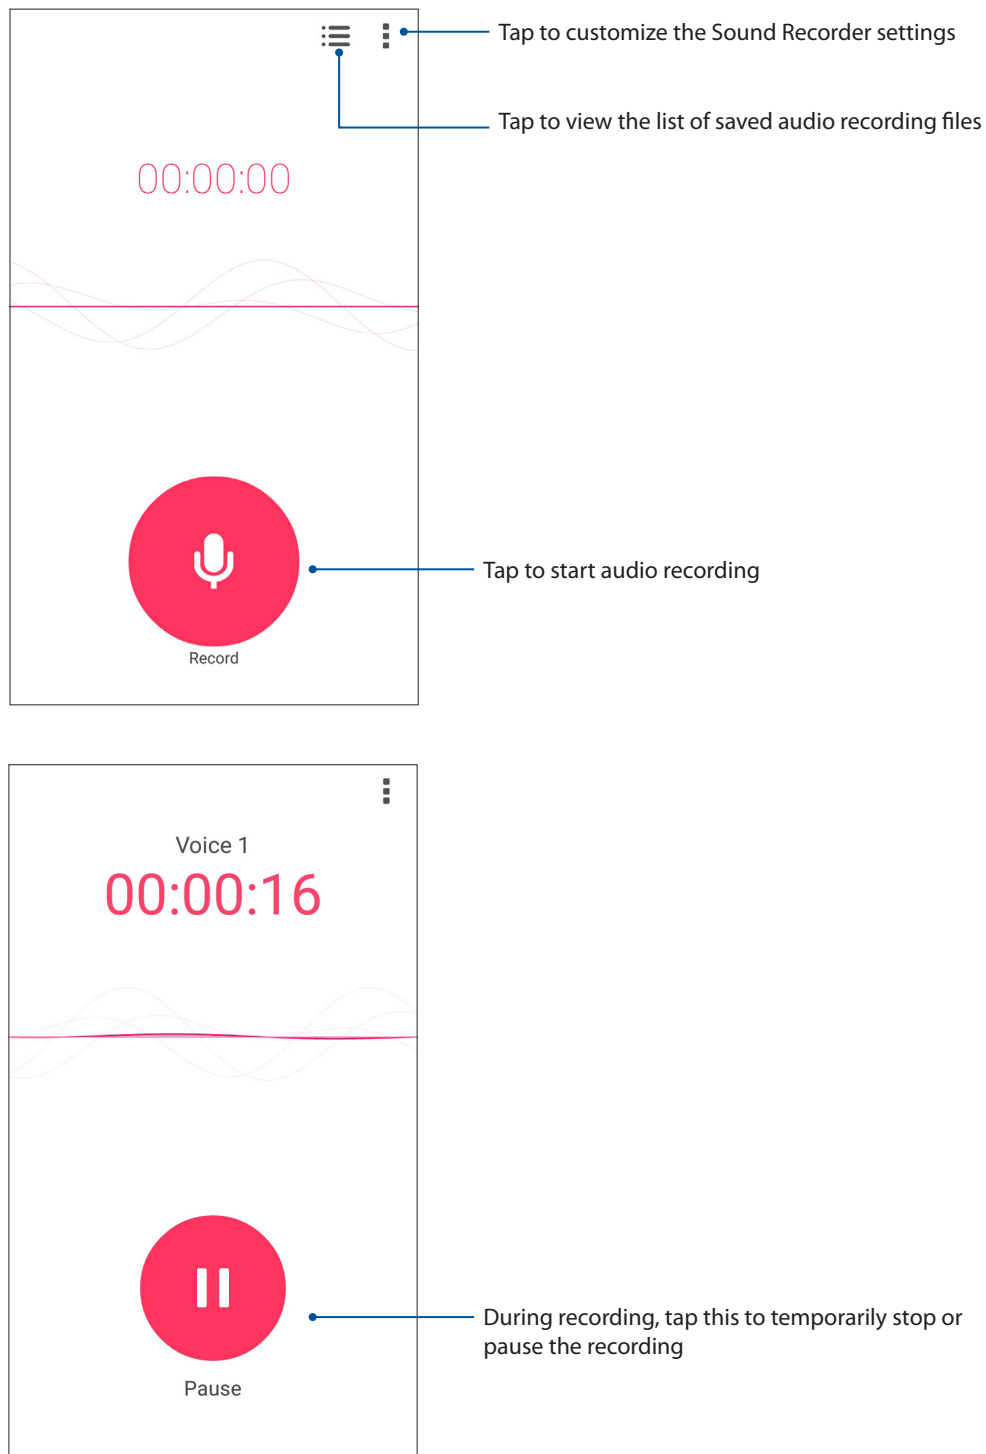 Tap to customize the Sound Recorder settings
Tap to view the list of saved audio recording files
00:00:00
Tap to start audio recording
Record
Voice 1
00:00:16
During recording, tap this to temporarily stop or
pause the recording
Pause